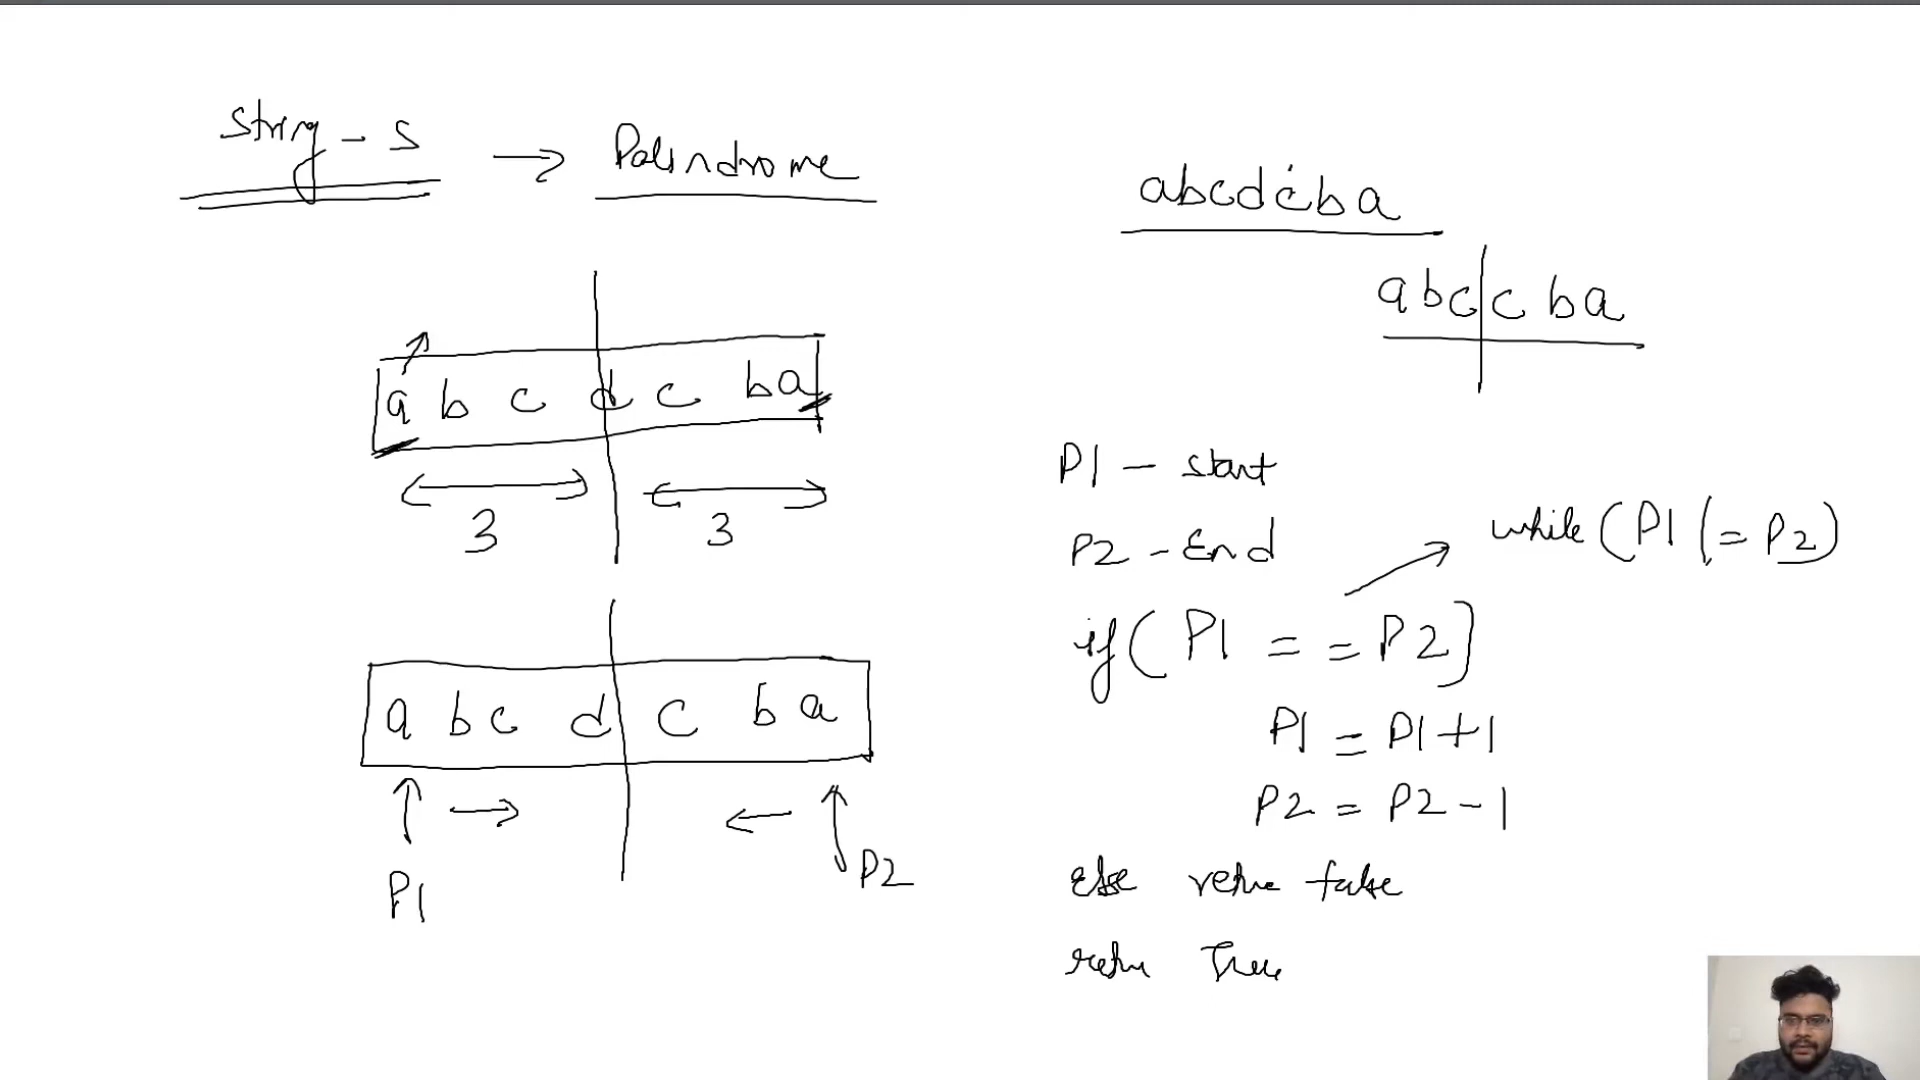 String - S → Palindrome
abcdcba
abc|cba
a b c d c b a
3 3
a b c d c b a
P1 P2
P1 - start
P2 - End
while (P1 != P2)
if (P1 == P2)
P1 = P1+1
P2 = P2-1
else return false
return True